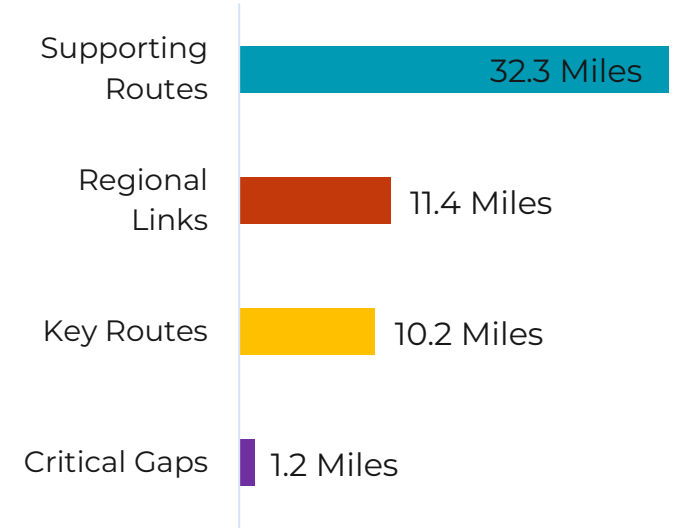 Supporting
Routes
32.3 Miles
Regional
Links
11.4 Miles
Key Routes
10.2 Miles
Critical Gaps
1.2 Miles